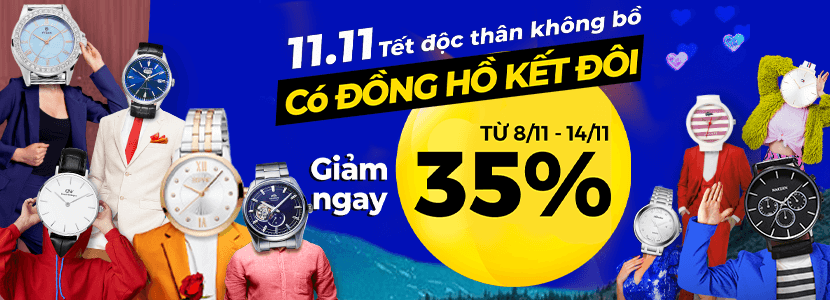 11.11 Tết độc thân không bồ
Có ĐỒNG HỒ KẾT ĐÔI
Giảm
ngay
TỪ 8/11 - 14/11
35%